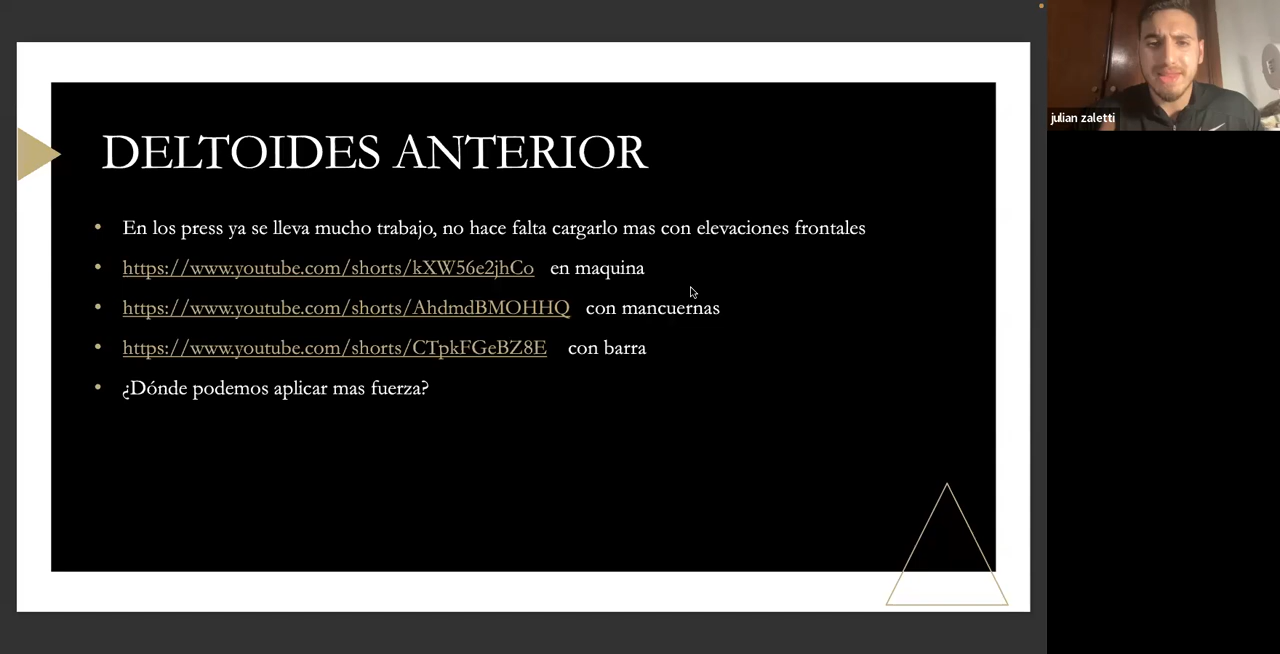 DELTOIDES ANTERIOR
En los press ya se lleva mucho trabajo, no hace falta cargarlo mas con elevaciones frontales
https://www.youtube.com/shorts/kXW56e2jhCo en maquina
https://www.youtube.com/shorts/AhdmdBMOHHQ con mancuernas
https://www.youtube.com/shorts/CTpkFGeBZ8E con barra
¿Dónde podemos aplicar mas fuerza?
julian zaletti